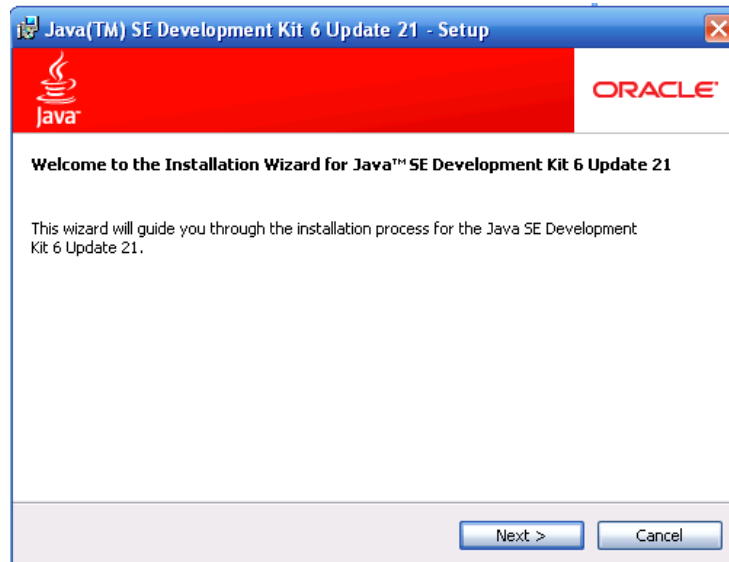 Java(TM) SE Development Kit 6 Update 21 - Setup
Java™
ORACLE®
Welcome to the Installation Wizard for Java™ SE Development Kit 6 Update 21
This wizard will guide you through the installation process for the Java SE Development
Kit 6 Update 21.
Next >
Cancel